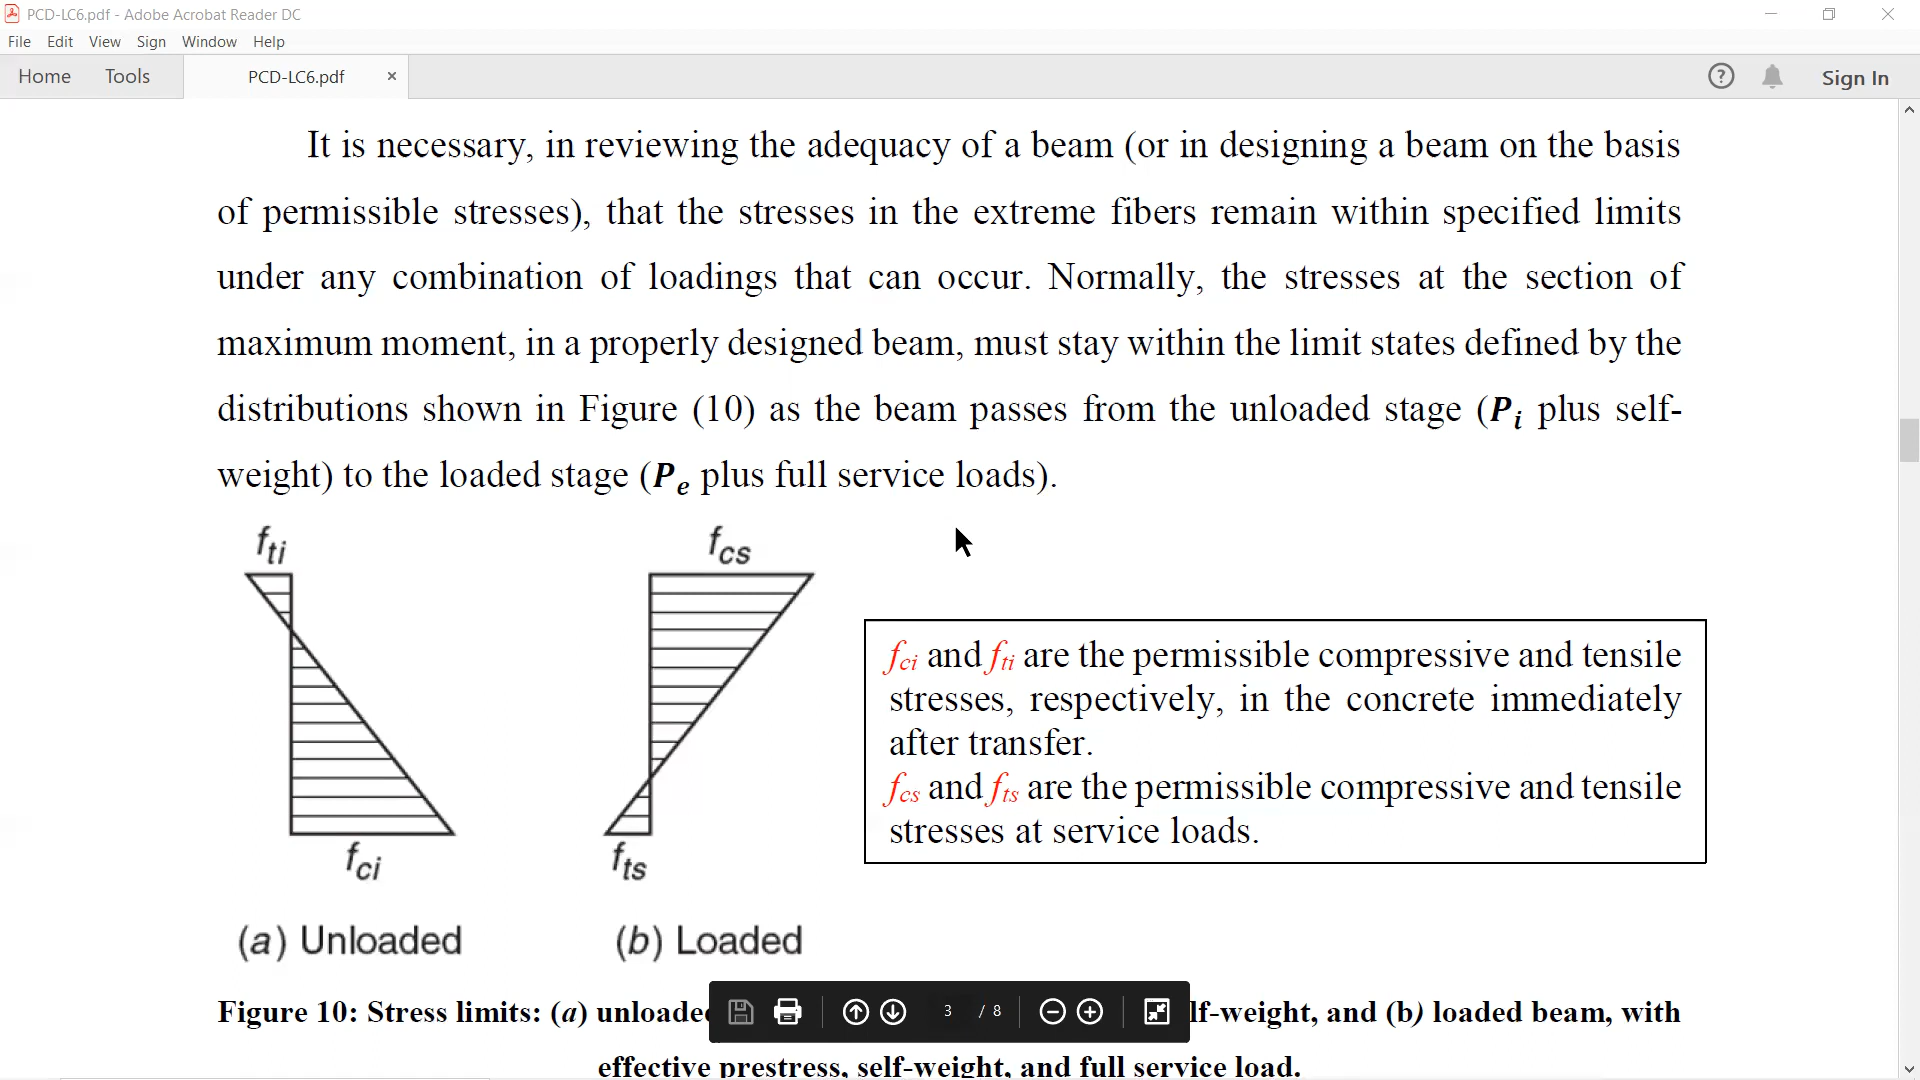 PCD-LC6.pdf - Adobe Acrobat Reader DC
File Edit View Sign Window Help
Home Tools PCD-LC6.pdf × ? Sign In
It is necessary, in reviewing the adequacy of a beam (or in designing a beam on the basis
of permissible stresses), that the stresses in the extreme fibers remain within specified limits
under any combination of loadings that can occur. Normally, the stresses at the section of
maximum moment, in a properly designed beam, must stay within the limit states defined by the
distributions shown in Figure (10) as the beam passes from the unloaded stage (Pi plus self-
weight) to the loaded stage (Pe plus full service loads).
fti fcs
fci and fti are the permissible compressive and tensile
stresses, respectively, in the concrete immediately
after transfer.
fcs and fts are the permissible compressive and tensile
stresses at service loads.
fci fts
(a) Unloaded (b) Loaded
Figure 10: Stress limits: (a) unloade lf-weight, and (b) loaded beam, with
3 / 8
effective prestress, self-weight, and full service load.